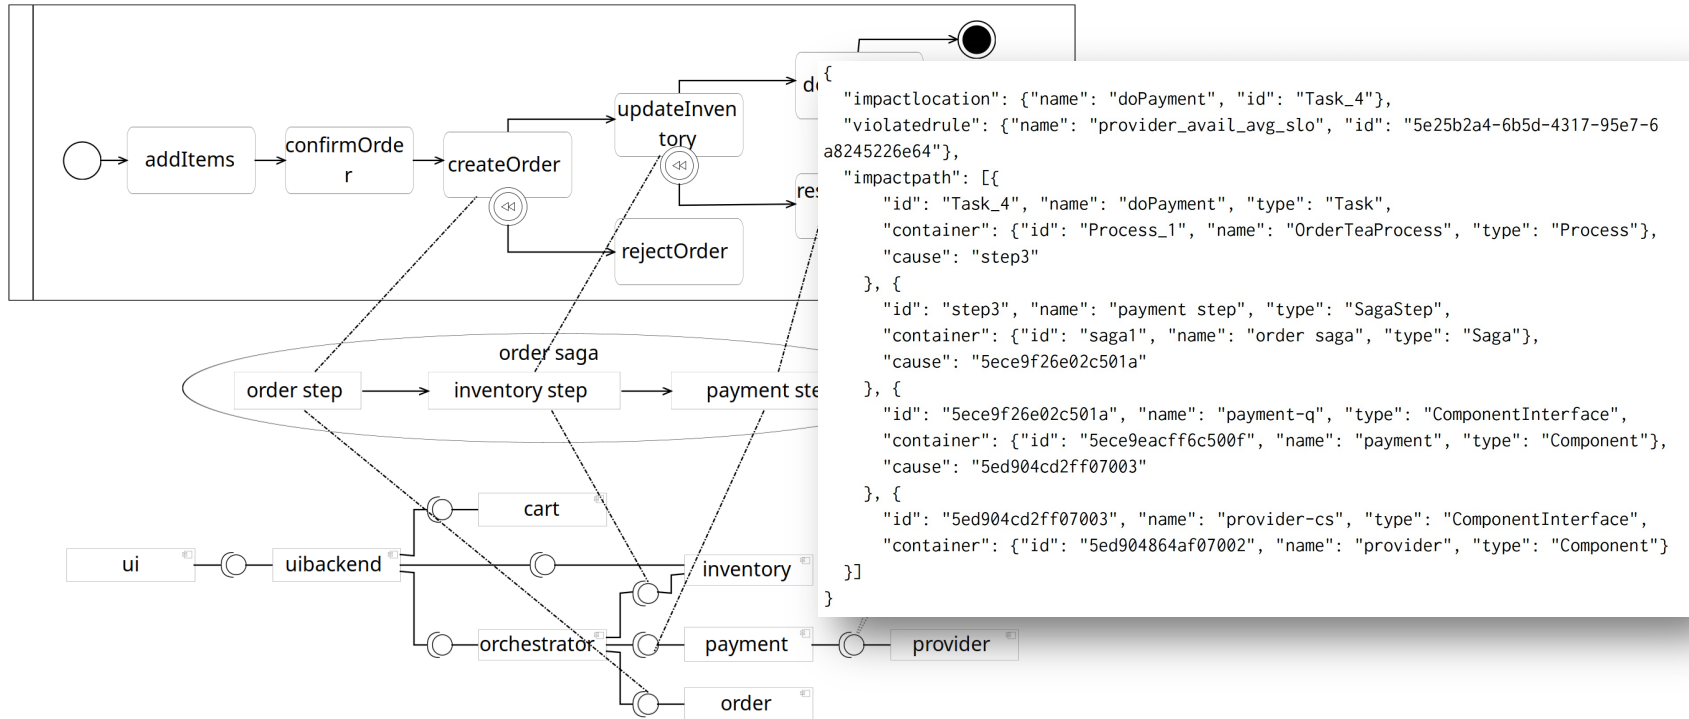 addItems
confirmOrde
r
createOrder
updateInven
tory
rejectOrder
order saga
order step
inventory step
payment ste
ui
uibackend
cart
inventory
orchestrator
payment
provider
order
{
"impactlocation": {"name": "doPayment", "id": "Task_4"},
"violatedrule": {"name": "provider_avail_avg_slo", "id": "5e25b2a4-6b5d-4317-95e7-6
a8245226e64"},
"impactpath": [{
"id": "Task_4", "name": "doPayment", "type": "Task",
"container": {"id": "Process_1", "name": "OrderTeaProcess", "type": "Process"},
"cause": "step3"
}, {
"id": "step3", "name": "payment step", "type": "SagaStep",
"container": {"id": "saga1", "name": "order saga", "type": "Saga"},
"cause": "5ece9f26e02c501a"
}, {
"id": "5ece9f26e02c501a", "name": "payment-q", "type": "ComponentInterface",
"container": {"id": "5ece9eacff6c500f", "name": "payment", "type": "Component"},
"cause": "5ed904cd2ff07003"
}, {
"id": "5ed904cd2ff07003", "name": "provider-cs", "type": "ComponentInterface",
"container": {"id": "5ed904864af07002", "name": "provider", "type": "Component"}
}]
}